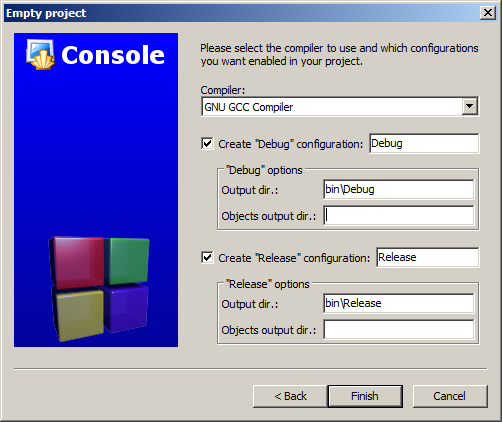 Empty project
Console
Please select the compiler to use and which configurations
you want enabled in your project.
Compiler:
GNU GCC Compiler
Create "Debug" configuration: Debug
"Debug" options
Output dir.: bin\Debug
Objects output dir.:
Create "Release" configuration: Release
"Release" options
Output dir.: bin\Release
Objects output dir.:
< Back Finish Cancel